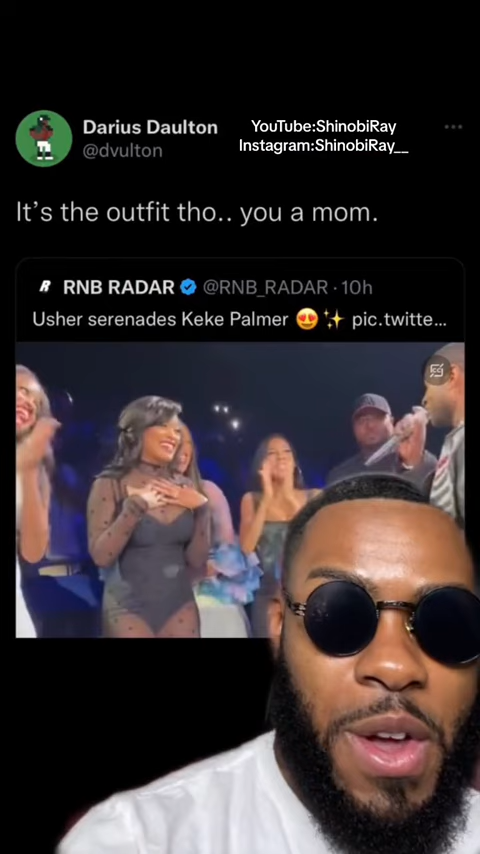 Darius Daulton
@dvulton
YouTube:ShinobiRay
Instagram:ShinobiRay__
It’s the outfit tho.. you a mom.
RNB RADAR @RNB_RADAR · 10h
Usher serenades Keke Palmer 😍✨ pic.twitte...